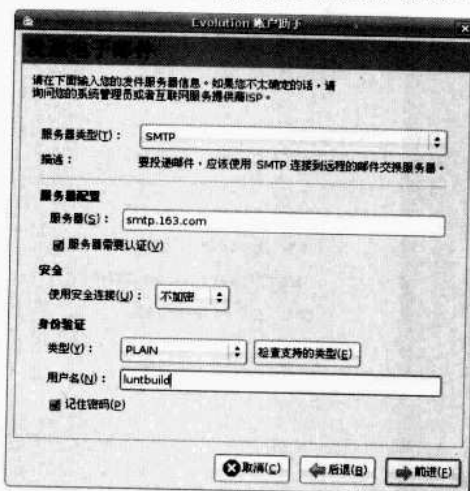 Evolution 账户助手
发送电子邮件
请在下面输入您的发件服务器信息。如果您不太确定的话，请
询问您的系统管理员或者互联网服务提供商ISP。
服务器类型(T)： SMTP
描述： 要投递邮件，应该使用 SMTP 连接到远程的邮件交换服务器。
服务器配置
服务器(S)： smtp.163.com
服务器需要认证(V)
安全
使用安全连接(U)： 不加密
身份验证
类型(Y)： PLAIN 检查支持的类型(E)
用户名(N)： luntbuild
记住密码(P)
取消(C) 后退(B) 前进(F)